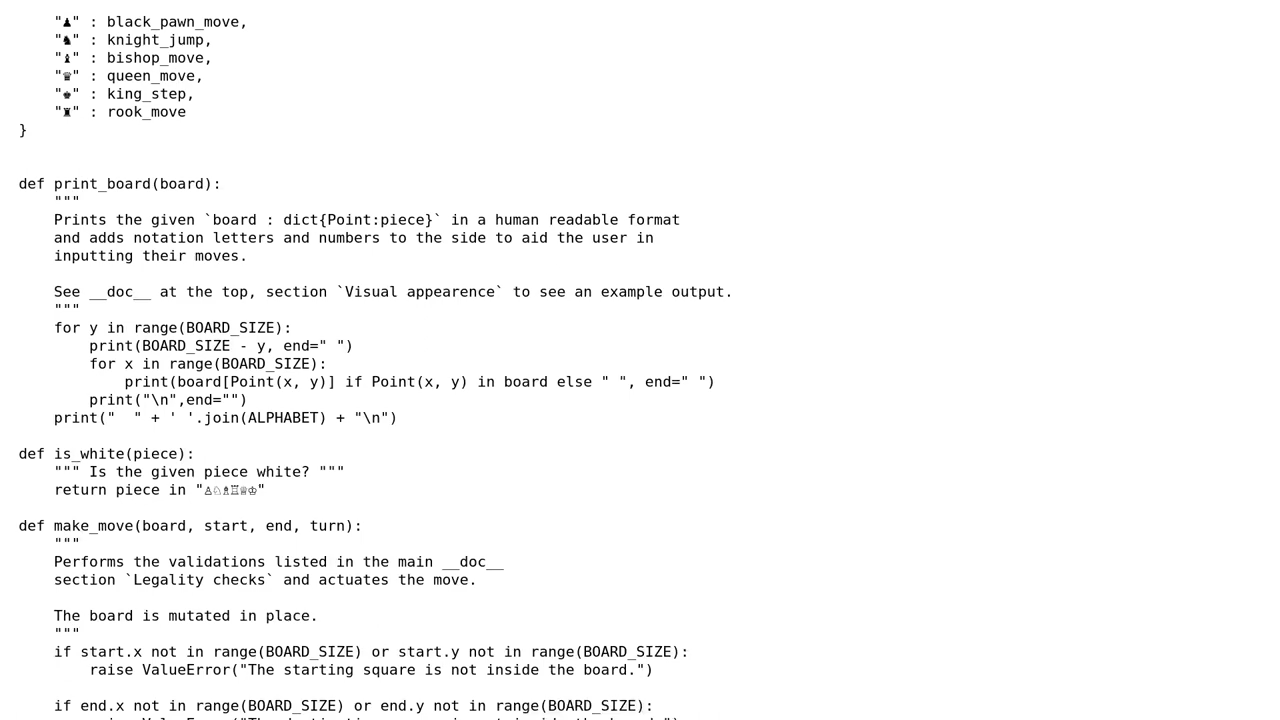 "♟" : black_pawn_move,
    "♞" : knight_jump,
    "♝" : bishop_move,
    "♛" : queen_move,
    "♚" : king_step,
    "♜" : rook_move
}


def print_board(board):
    """
    Prints the given `board : dict{Point:piece}` in a human readable format
    and adds notation letters and numbers to the side to aid the user in
    inputting their moves.

    See __doc__ at the top, section `Visual appearence` to see an example output.
    """
    for y in range(BOARD_SIZE):
        print(BOARD_SIZE - y, end=" ")
        for x in range(BOARD_SIZE):
            print(board[Point(x, y)] if Point(x, y) in board else " ", end=" ")
        print("\n",end="")
    print("  " + ' '.join(ALPHABET) + "\n")

def is_white(piece):
    """ Is the given piece white? """
    return piece in "♙♘♗♖♕♔"

def make_move(board, start, end, turn):
    """
    Performs the validations listed in the main __doc__
    section `Legality checks` and actuates the move.

    The board is mutated in place.
    """
    if start.x not in range(BOARD_SIZE) or start.y not in range(BOARD_SIZE):
        raise ValueError("The starting square is not inside the board.")

    if end.x not in range(BOARD_SIZE) or end.y not in range(BOARD_SIZE):